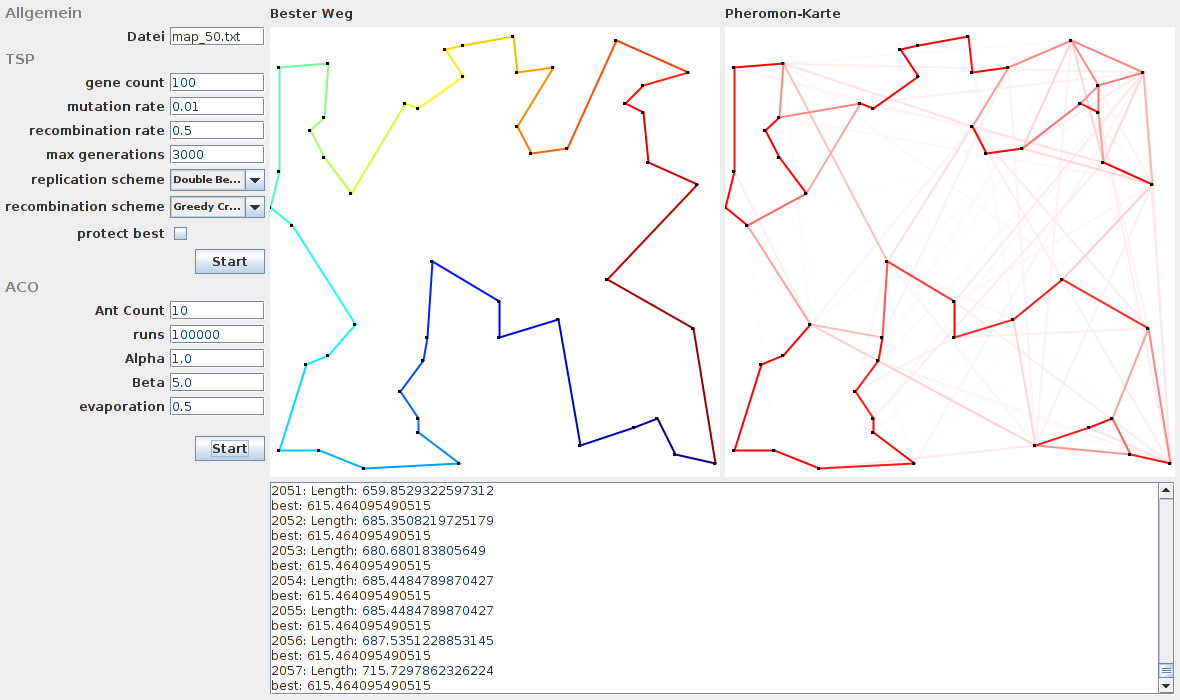 Allgemein
Datei map_50.txt
TSP
gene count 100
mutation rate 0.01
recombination rate 0.5
max generations 3000
replication scheme Double Be...
recombination scheme Greedy Cr...
protect best
Start
ACO
Ant Count 10
runs 100000
Alpha 1.0
Beta 5.0
evaporation 0.5
Start
Bester Weg
Pheromon-Karte
2051: Length: 659.8529322597312
best: 615.464095490515
2052: Length: 685.3508219725179
best: 615.464095490515
2053: Length: 680.680183805649
best: 615.464095490515
2054: Length: 685.4484789870427
best: 615.464095490515
2055: Length: 685.4484789870427
best: 615.464095490515
2056: Length: 687.5351228853145
best: 615.464095490515
2057: Length: 715.7297862326224
best: 615.464095490515